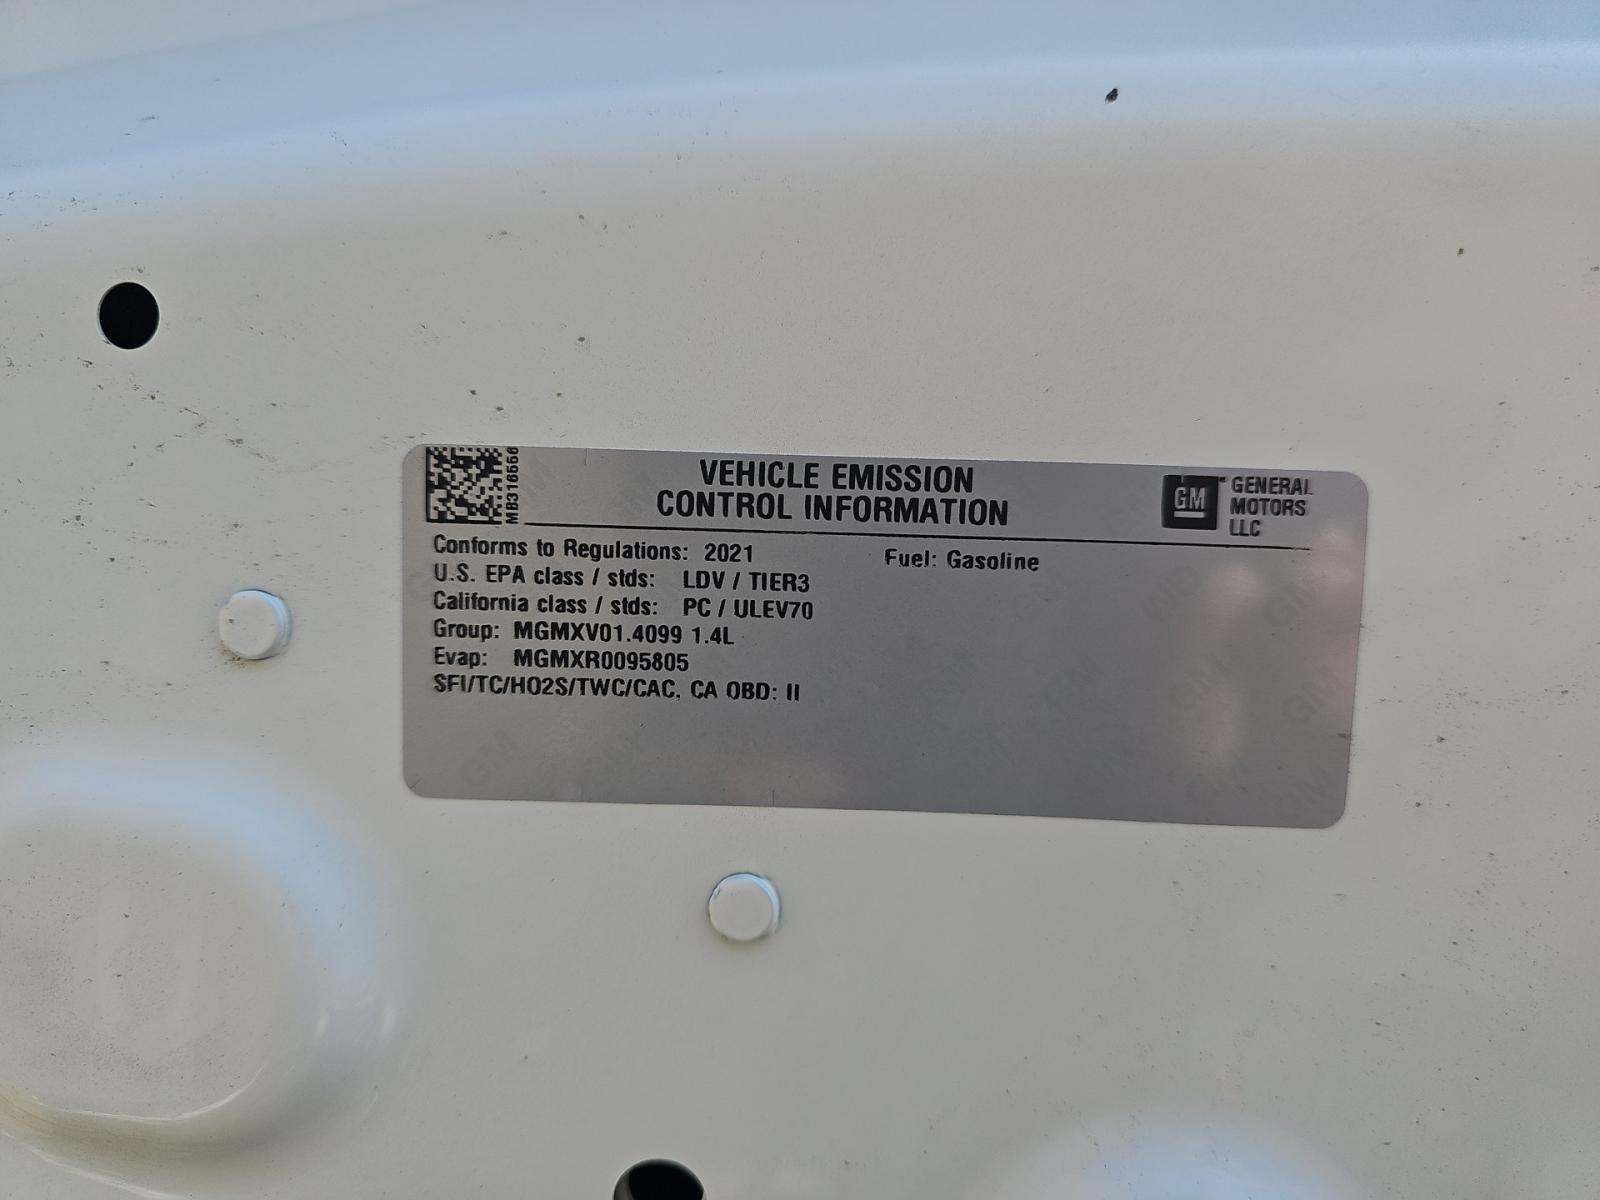 MB316556
VEHICLE EMISSION
CONTROL INFORMATION
GM
GENERAL
MOTORS
LLC
Conforms to Regulations: 2021
Fuel: Gasoline
U.S. EPA class / stds: LDV / TIER3
California class / stds: PC / ULEV70
Group: MGMXV01.4099 1.4L
Evap: MGMXR0095805
SFI/TC/HO2S/TWC/CAC, CA OBD: II